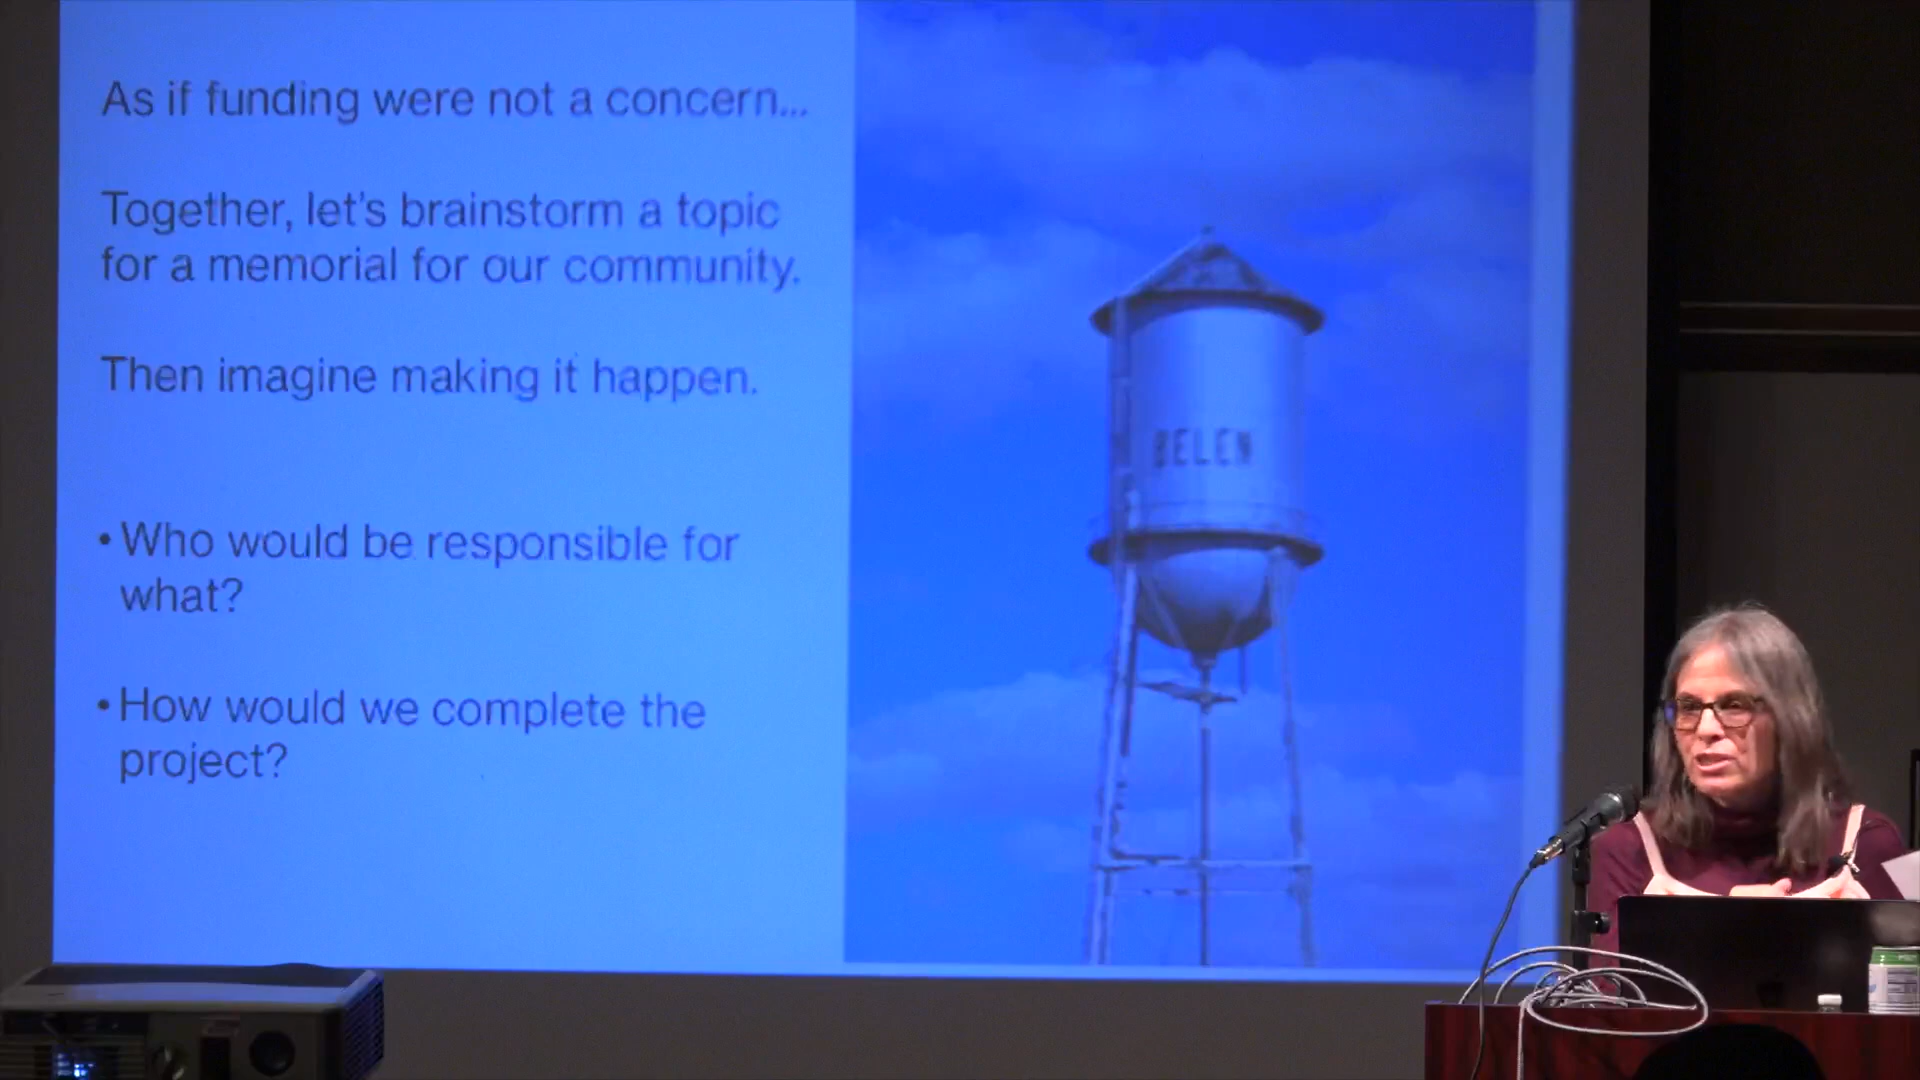 As if funding were not a concern...
Together, let's brainstorm a topic
for a memorial for our community.
Then imagine making it happen.
• Who would be responsible for
what?
• How would we complete the
project?
BELEN